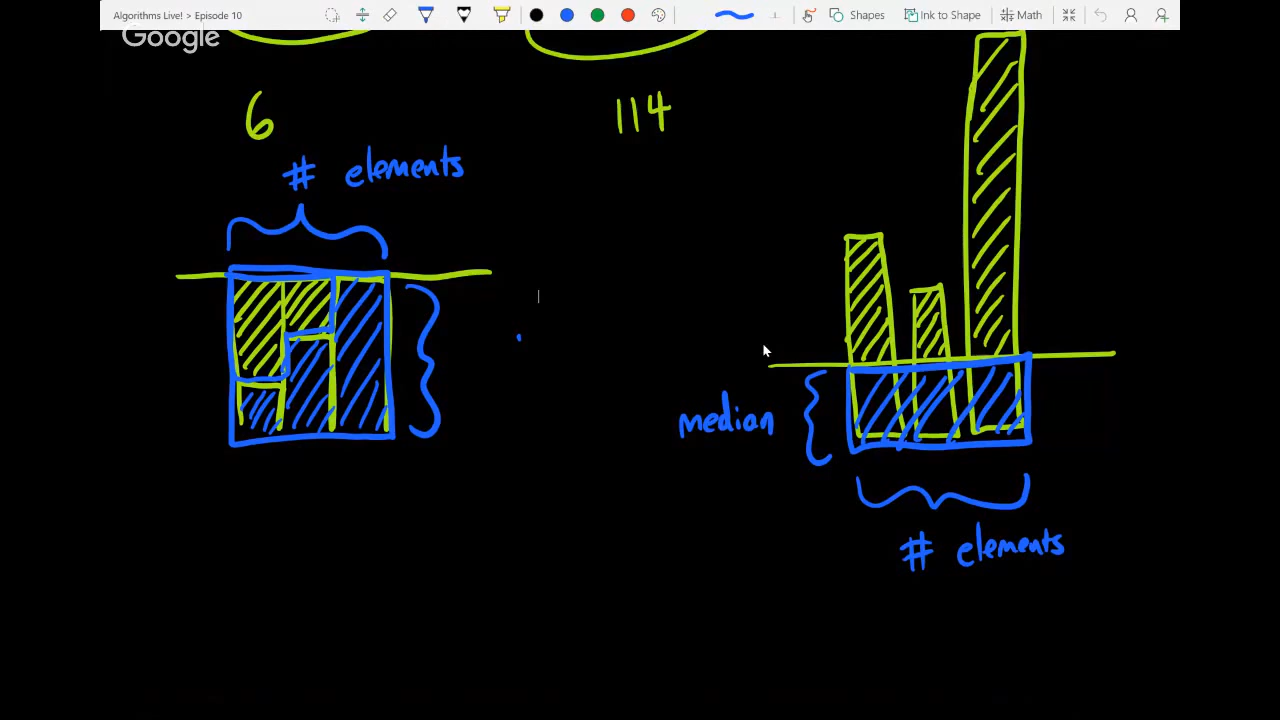 Algorithms Live! > Episode 10
Shapes
Ink to Shape
Math
Google
6
114
# elements
median
# elements